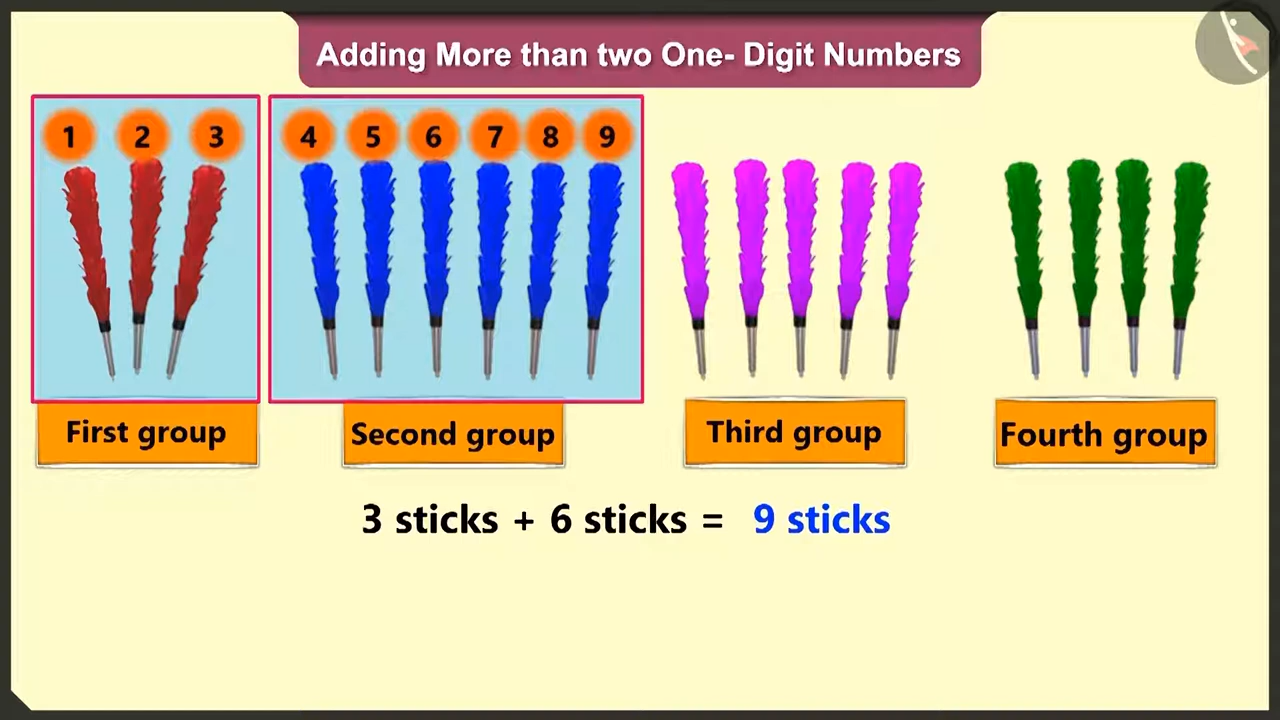 Adding More than two One- Digit Numbers
1 2 3 4 5 6 7 8 9
First group
Second group
Third group
Fourth group
3 sticks + 6 sticks = 9 sticks